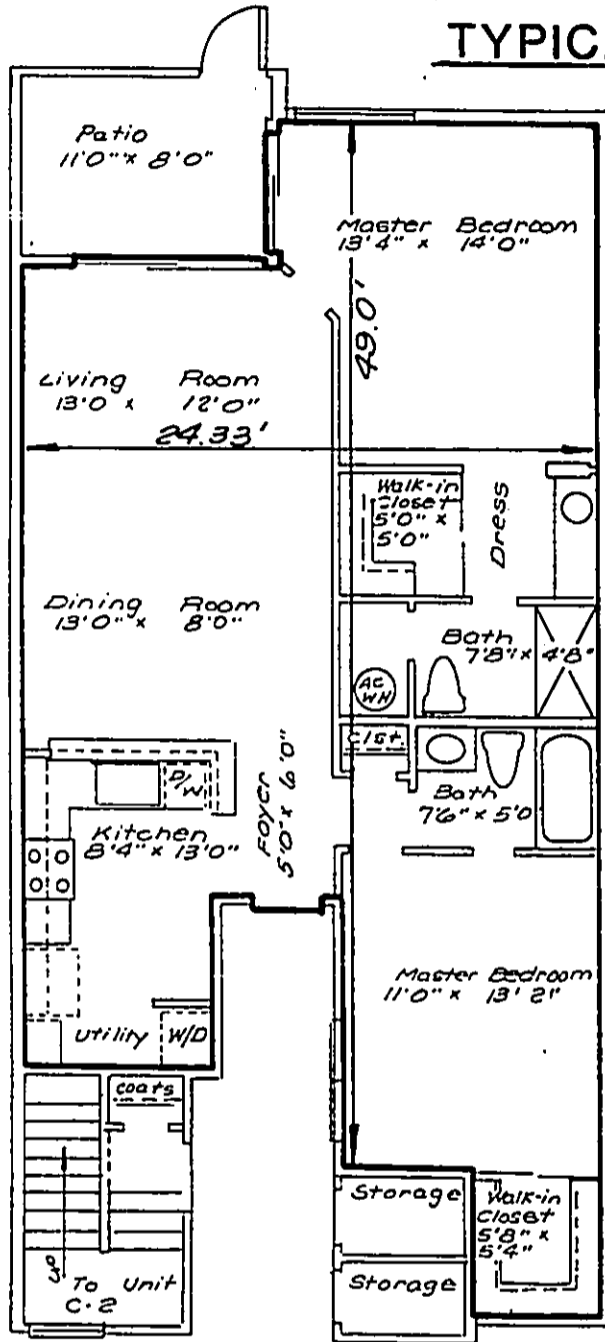 TYPIC
Patio
11'0" x 8'0"
Master Bedroom
13'4" x 14'0"
49.0'
Living Room
13'0 x 12'0"
24.33'
Walk-in
Closet
5'0" x
5'0"
Dress
Dining Room
13'0" x 8'0"
Bath
7'8" x 4'8"
AC
WH
Clst.
D/W
Foyer
5'0" x 6'0"
Bath
7'6" x 5'0
Kitchen
8'4" x 13'0"
Master Bedroom
11'0" x 13'2"
Utility W/D
Coats
Storage
Walk-in
Closet
5'8" x
5'4"
Storage
To Unit
C-2